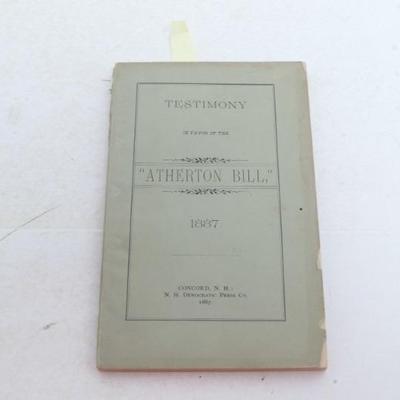 TESTIMONY
IN FAVOR OF THE
"ATHERTON BILL,"
1887
CONCORD, N. H.:
N. H. DEMOCRATIC PRESS CO.
1887.